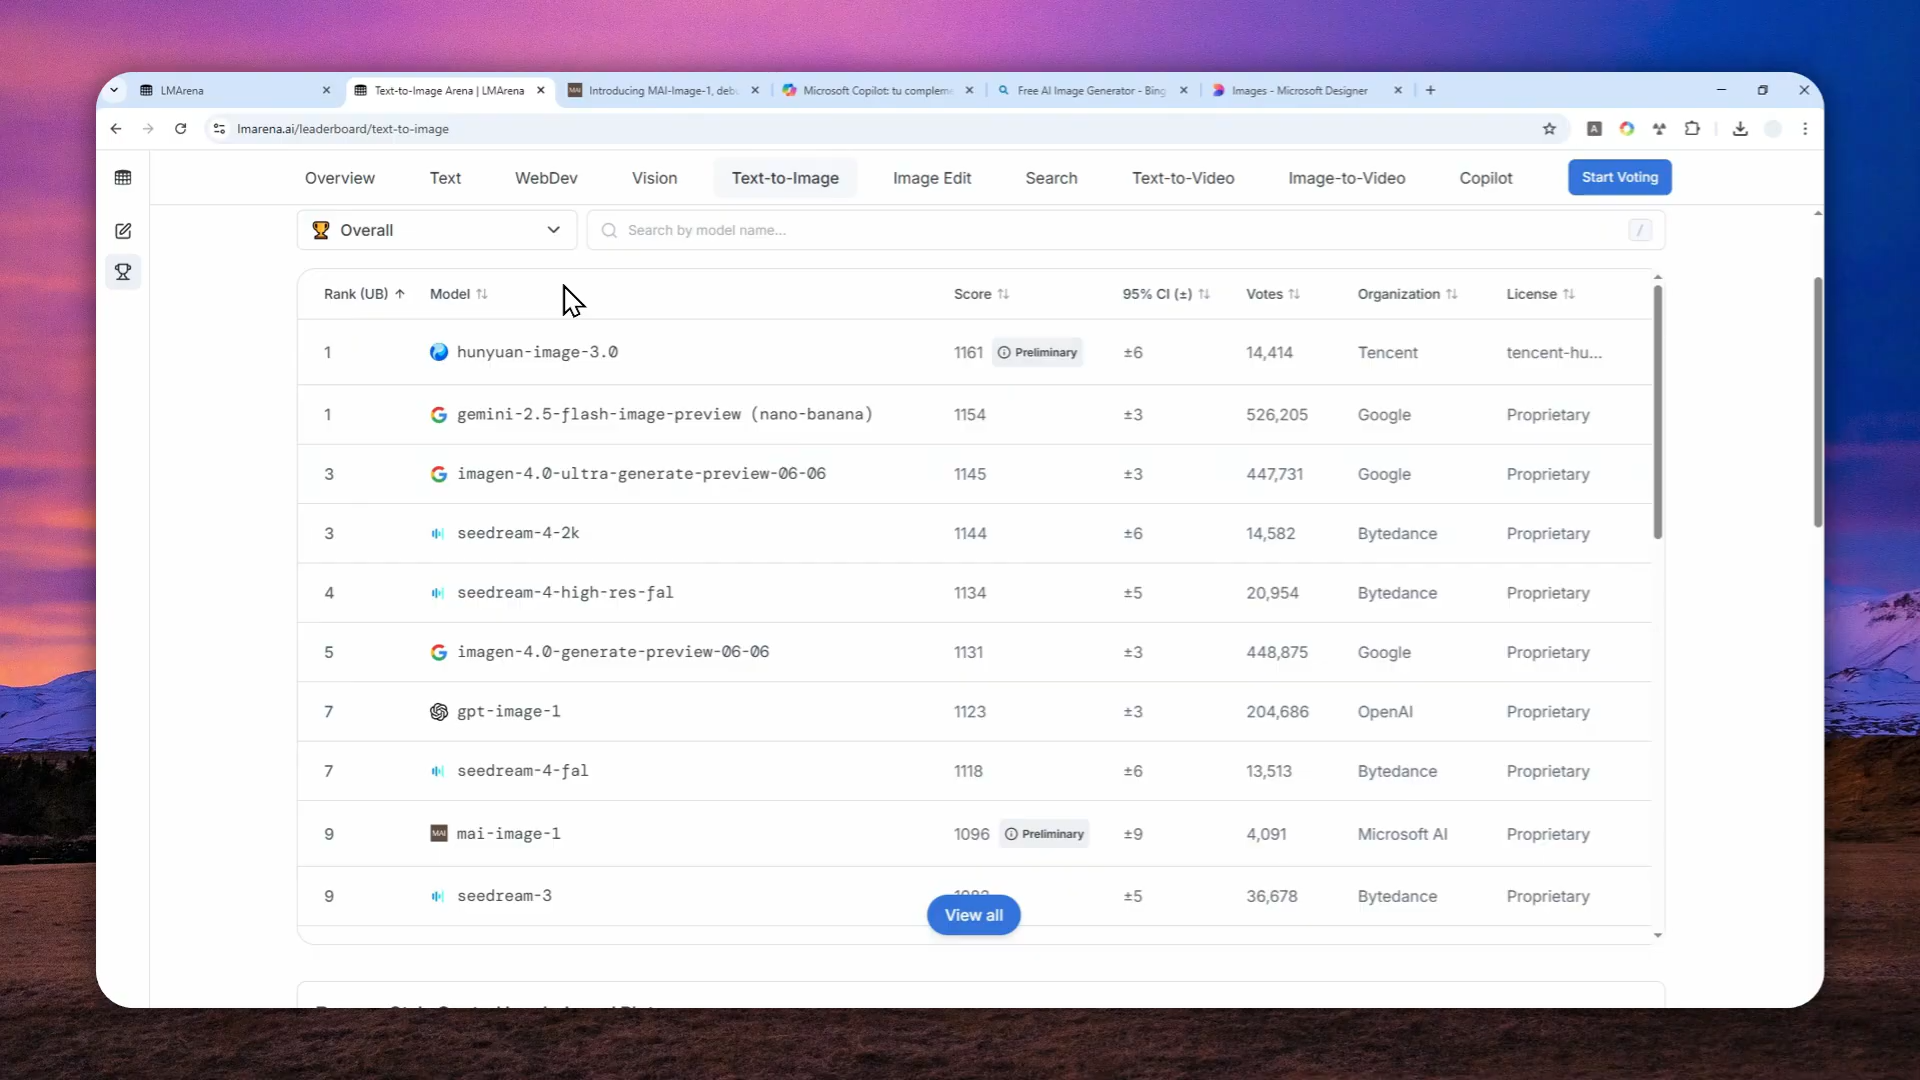 LMArena
Text-to-Image Arena | LMArena
Introducing MAI-Image-1, deb
Microsoft Copilot: tu compleme
Free AI Image Generator - Bing
Images - Microsoft Designer
lmarena.ai/leaderboard/text-to-image
Overview Text WebDev Vision Text-to-Image Image Edit Search Text-to-Video Image-to-Video Copilot Start Voting
Overall Search by model name... /
Rank (UB) Model Score 95% CI (±) Votes Organization License
1 hunyuan-image-3.0 1161 Preliminary ±6 14,414 Tencent tencent-hu...
1 gemini-2.5-flash-image-preview (nano-banana) 1154 ±3 526,205 Google Proprietary
3 imagen-4.0-ultra-generate-preview-06-06 1145 ±3 447,731 Google Proprietary
3 seedream-4-2k 1144 ±6 14,582 Bytedance Proprietary
4 seedream-4-high-res-fal 1134 ±5 20,954 Bytedance Proprietary
5 imagen-4.0-generate-preview-06-06 1131 ±3 448,875 Google Proprietary
7 gpt-image-1 1123 ±3 204,686 OpenAI Proprietary
7 seedream-4-fal 1118 ±6 13,513 Bytedance Proprietary
9 MAI mai-image-1 1096 Preliminary ±9 4,091 Microsoft AI Proprietary
9 seedream-3 ±5 36,678 Bytedance Proprietary
View all